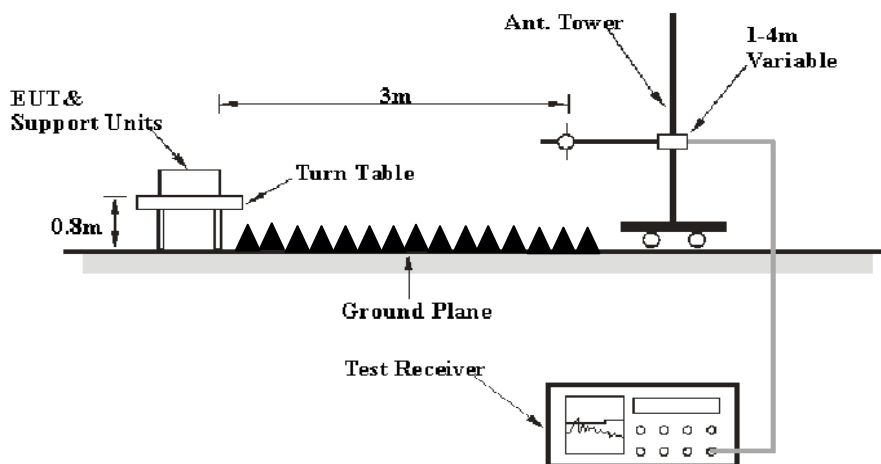 Ant. Tower
1-4m
Variable
3m
EUT&
Support Units
Turn Table
0.8m
Ground Plane
Test Receiver